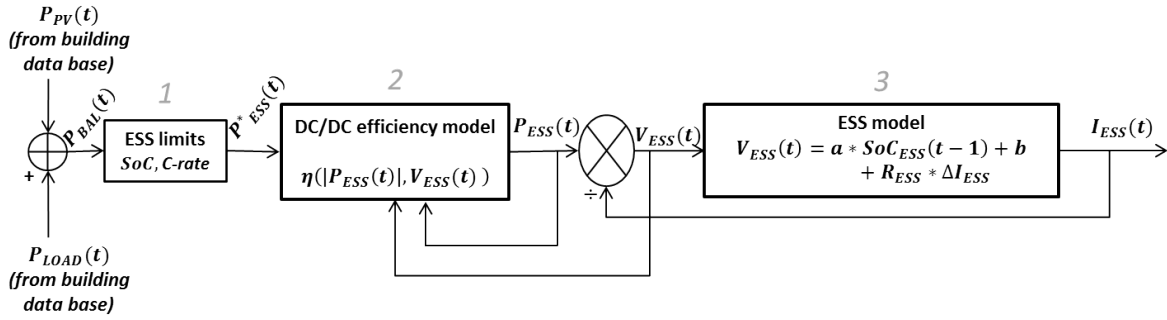 P_PV(t)
(from building
data base)
+
P_LOAD(t)
(from building
data base)
P_BAL(t)
1
ESS limits
SoC, C-rate
P*_ESS(t)
2
DC/DC efficiency model
η(|P_ESS(t)|, V_ESS(t) )
P_ESS(t)
÷
V_ESS(t)
3
ESS model
V_ESS(t) = a * SoC_ESS(t − 1) + b
+ R_ESS * ΔI_ESS
I_ESS(t)